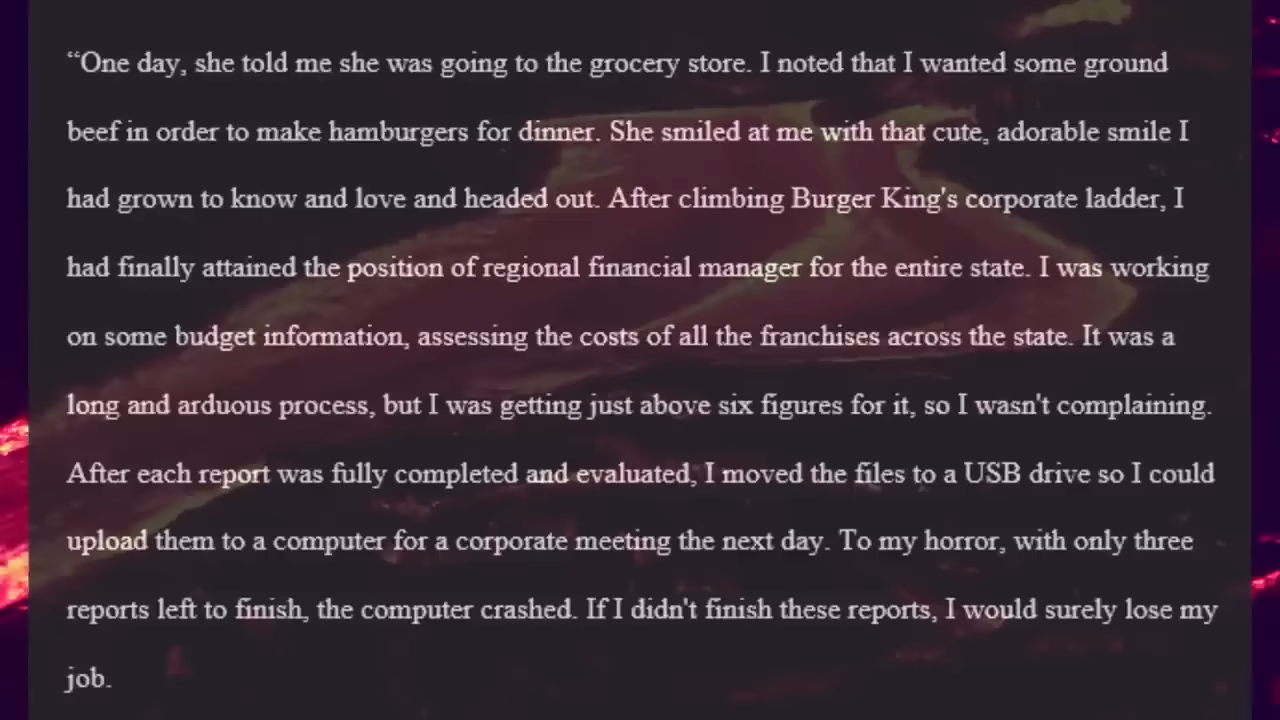 “One day, she told me she was going to the grocery store. I noted that I wanted some ground
beef in order to make hamburgers for dinner. She smiled at me with that cute, adorable smile I
had grown to know and love and headed out. After climbing Burger King's corporate ladder, I
had finally attained the position of regional financial manager for the entire state. I was working
on some budget information, assessing the costs of all the franchises across the state. It was a
long and arduous process, but I was getting just above six figures for it, so I wasn't complaining.
After each report was fully completed and evaluated, I moved the files to a USB drive so I could
upload them to a computer for a corporate meeting the next day. To my horror, with only three
reports left to finish, the computer crashed. If I didn't finish these reports, I would surely lose my
job.